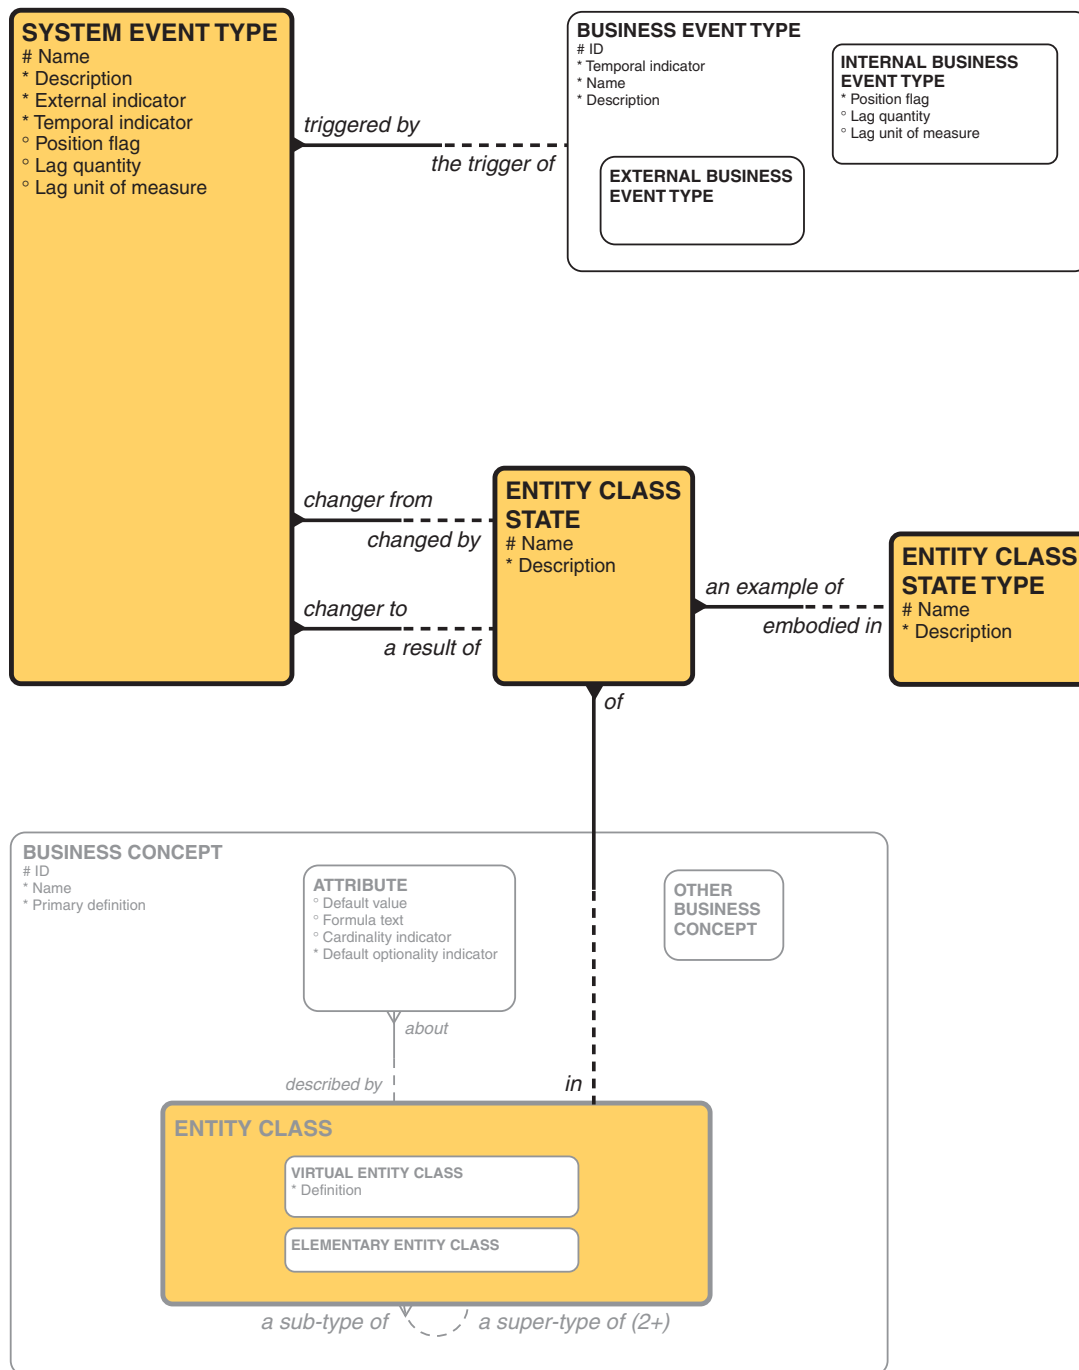 SYSTEM EVENT TYPE
# Name
* Description
* External indicator
* Temporal indicator
° Position flag
° Lag quantity
° Lag unit of measure
BUSINESS EVENT TYPE
# ID
* Temporal indicator
* Name
* Description
INTERNAL BUSINESS
EVENT TYPE
* Position flag
° Lag quantity
° Lag unit of measure
EXTERNAL BUSINESS
EVENT TYPE
triggered by
the trigger of
changer from
changed by
changer to
a result of
ENTITY CLASS
STATE
# Name
* Description
an example of
embodied in
ENTITY CLASS
STATE TYPE
# Name
* Description
of
in
BUSINESS CONCEPT
# ID
* Name
* Primary definition
ATTRIBUTE
° Default value
° Formula text
° Cardinality indicator
* Default optionality indicator
OTHER
BUSINESS
CONCEPT
about
described by
ENTITY CLASS
VIRTUAL ENTITY CLASS
* Definition
ELEMENTARY ENTITY CLASS
a sub-type of
a super-type of (2+)